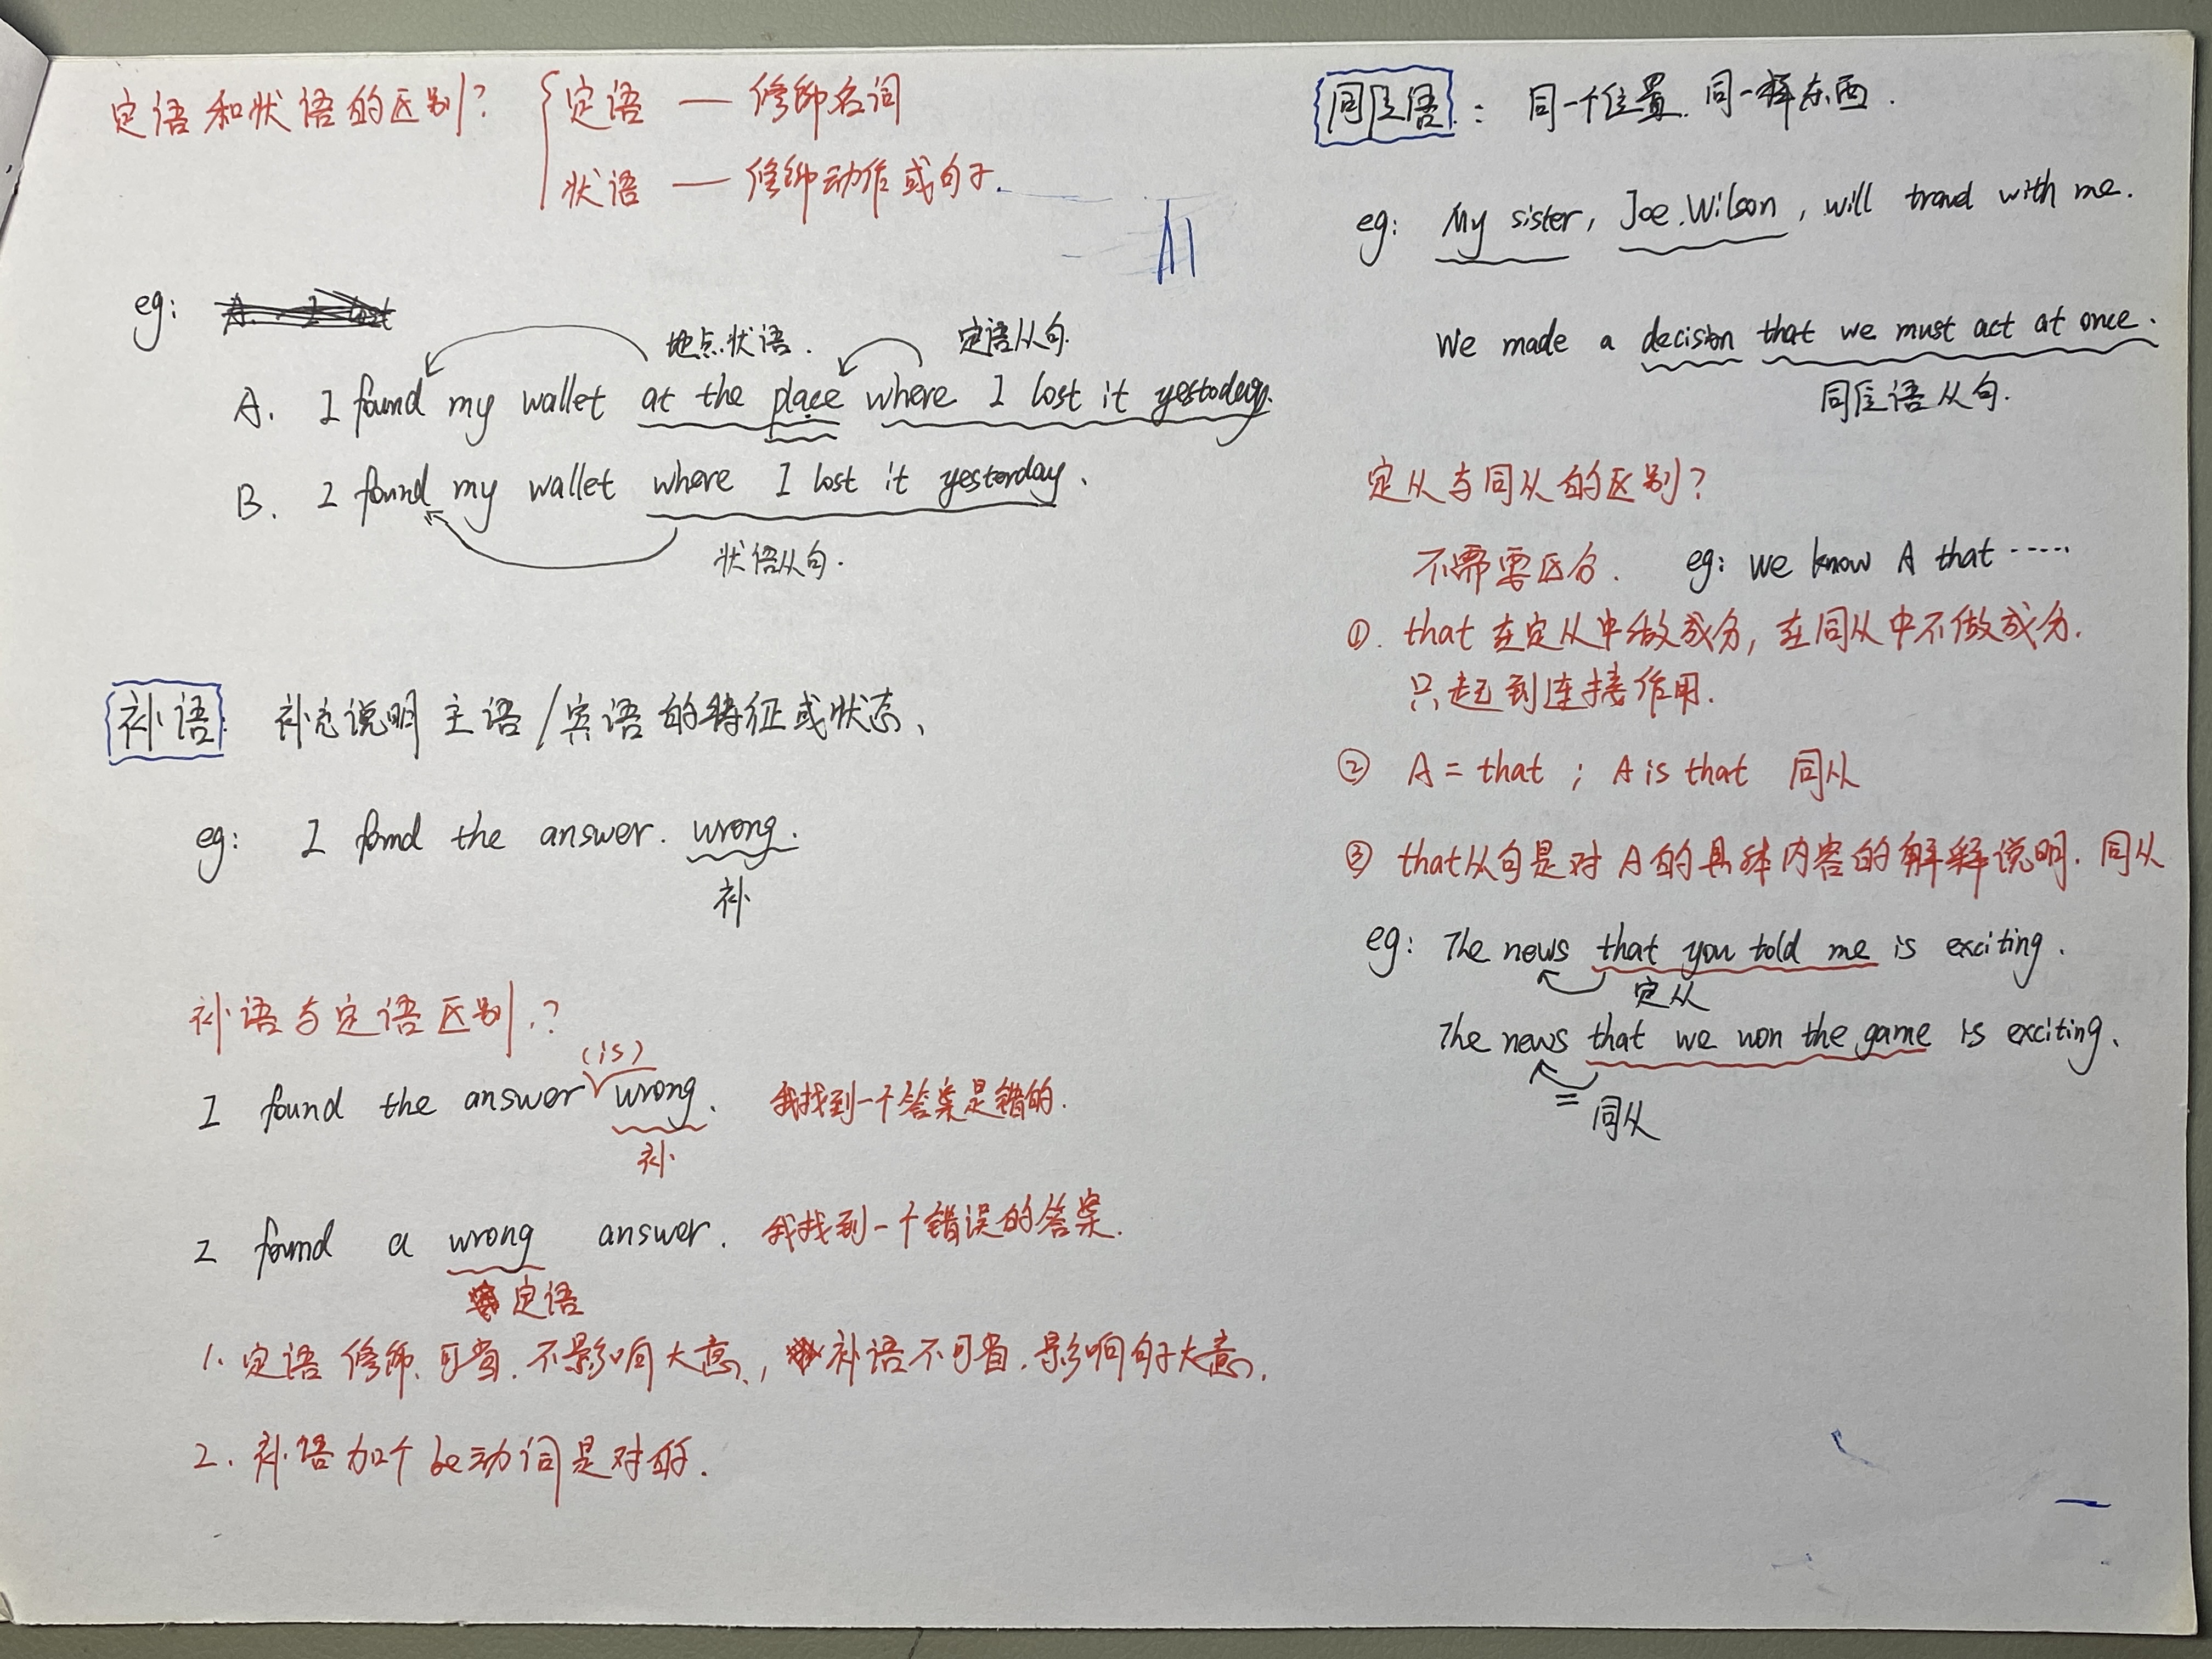 定语和状语的区别?
定语 — 修饰名词
状语 — 修饰动作或句子.
eg:
地点状语. 定语从句.
A. I found my wallet at the place where I lost it yesterday.
B. I found my wallet where I lost it yesterday.
状语从句.
补语: 补充说明 主语/宾语的特征或状态、
eg: I found the answer. wrong.
补
补语与定语区别.?
(is)
I found the answer wrong. 我找到一个答案是错的.
补
I found a wrong answer. 我找到一个错误的答案.
定语
1. 定语 修饰、可省. 不影响大意, 补语不可省. 影响句子大意.
2. 补语加个be动词是对的.
同位语: 同一个位置. 同一样东西.
eg: My sister, Joe.Wilson, will travel with me.
We made a decision that we must act at once.
同位语从句.
定从与同从的区别?
不需要区分. eg: we know A that ·····
①. that 在定从中做成分, 在同从中不做成分.
只起到连接作用.
② A = that ; A is that 同从
③ that从句是对A的具体内容的解释说明. 同从
eg: The news that you told me is exciting.
定从
The news that we won the game is exciting.
= 同从